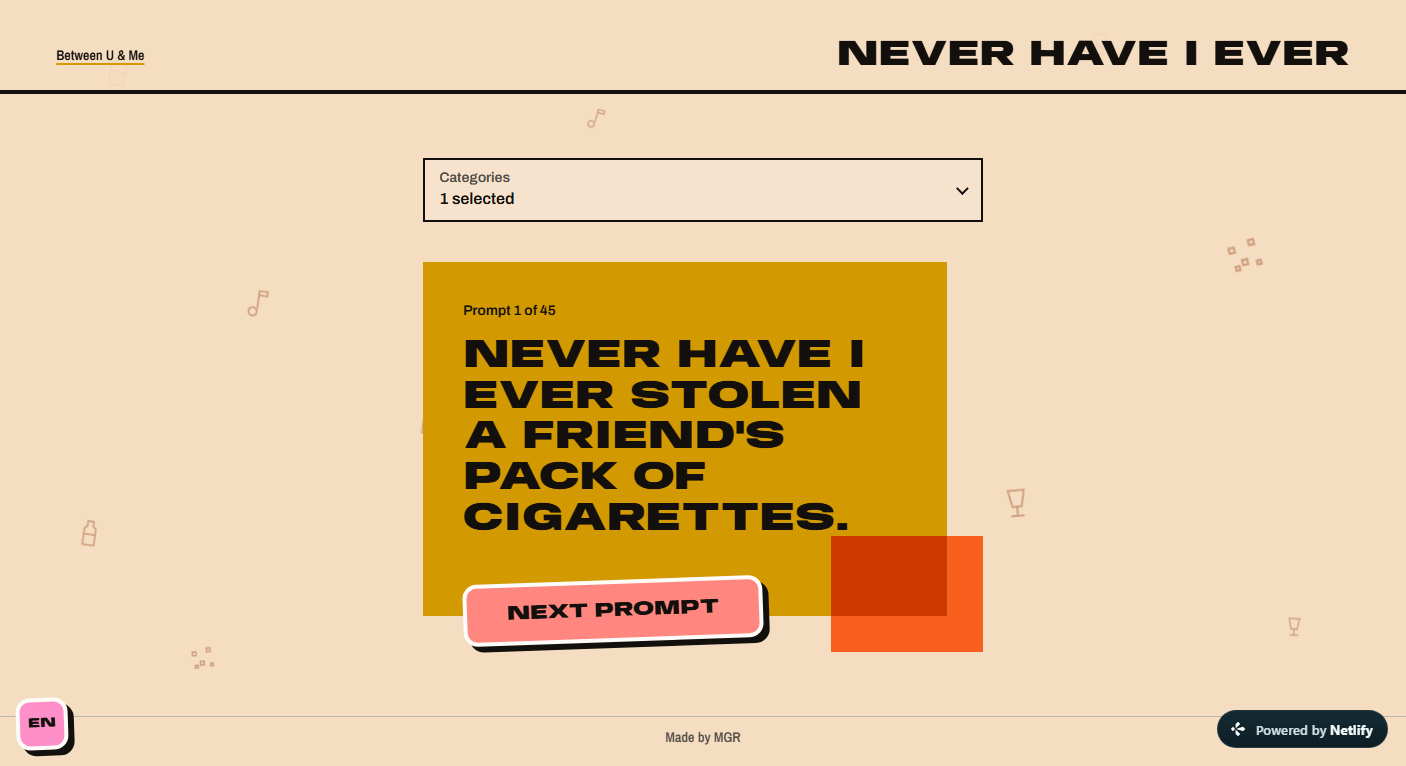 Between U & Me
NEVER HAVE I EVER
Categories
1 selected
Prompt 1 of 45
NEVER HAVE I
EVER STOLEN
A FRIEND'S
PACK OF
CIGARETTES.
NEXT PROMPT
EN
Made by MGR
Powered by Netlify